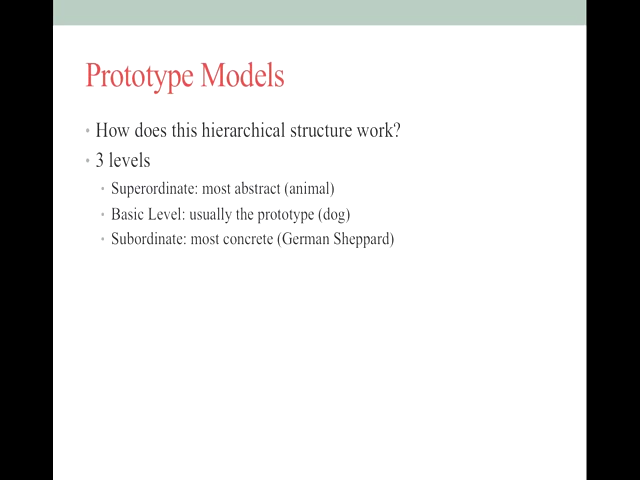 Prototype Models
• How does this hierarchical structure work?
• 3 levels
• Superordinate: most abstract (animal)
• Basic Level: usually the prototype (dog)
• Subordinate: most concrete (German Sheppard)